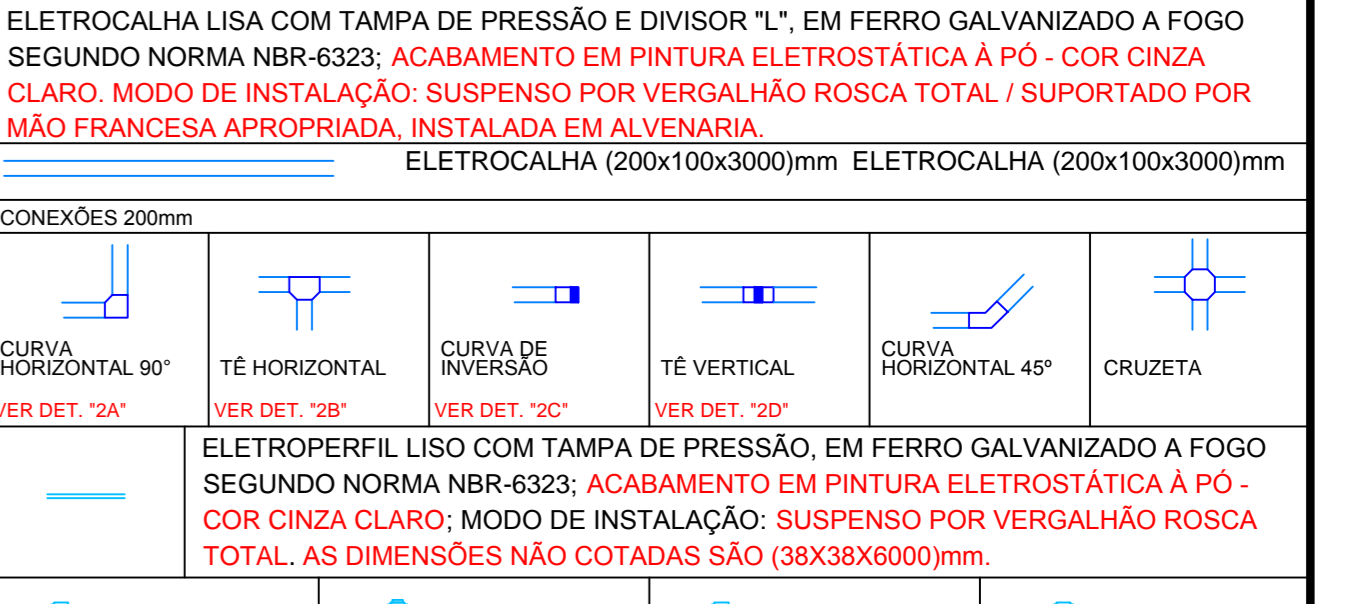 ELETROCALHA LISA COM TAMPA DE PRESSÃO E DIVISOR "L", EM FERRO GALVANIZADO A FOGO
SEGUNDO NORMA NBR-6323; ACABAMENTO EM PINTURA ELETROSTÁTICA À PÓ - COR CINZA
CLARO. MODO DE INSTALAÇÃO: SUSPENSO POR VERGALHÃO ROSCA TOTAL / SUPORTADO POR
MÃO FRANCESA APROPRIADA, INSTALADA EM ALVENARIA.
ELETROCALHA (200x100x3000)mm ELETROCALHA (200x100x3000)mm
CONEXÕES 200mm
CURVA
HORIZONTAL 90°
VER DET. "2A"
TÊ HORIZONTAL
VER DET. "2B"
CURVA DE
INVERSÃO
VER DET. "2C"
TÊ VERTICAL
VER DET. "2D"
CURVA
HORIZONTAL 45º
CRUZETA
ELETROPERFIL LISO COM TAMPA DE PRESSÃO, EM FERRO GALVANIZADO A FOGO
SEGUNDO NORMA NBR-6323; ACABAMENTO EM PINTURA ELETROSTÁTICA À PÓ -
COR CINZA CLARO; MODO DE INSTALAÇÃO: SUSPENSO POR VERGALHÃO ROSCA
TOTAL. AS DIMENSÕES NÃO COTADAS SÃO (38X38X6000)mm.